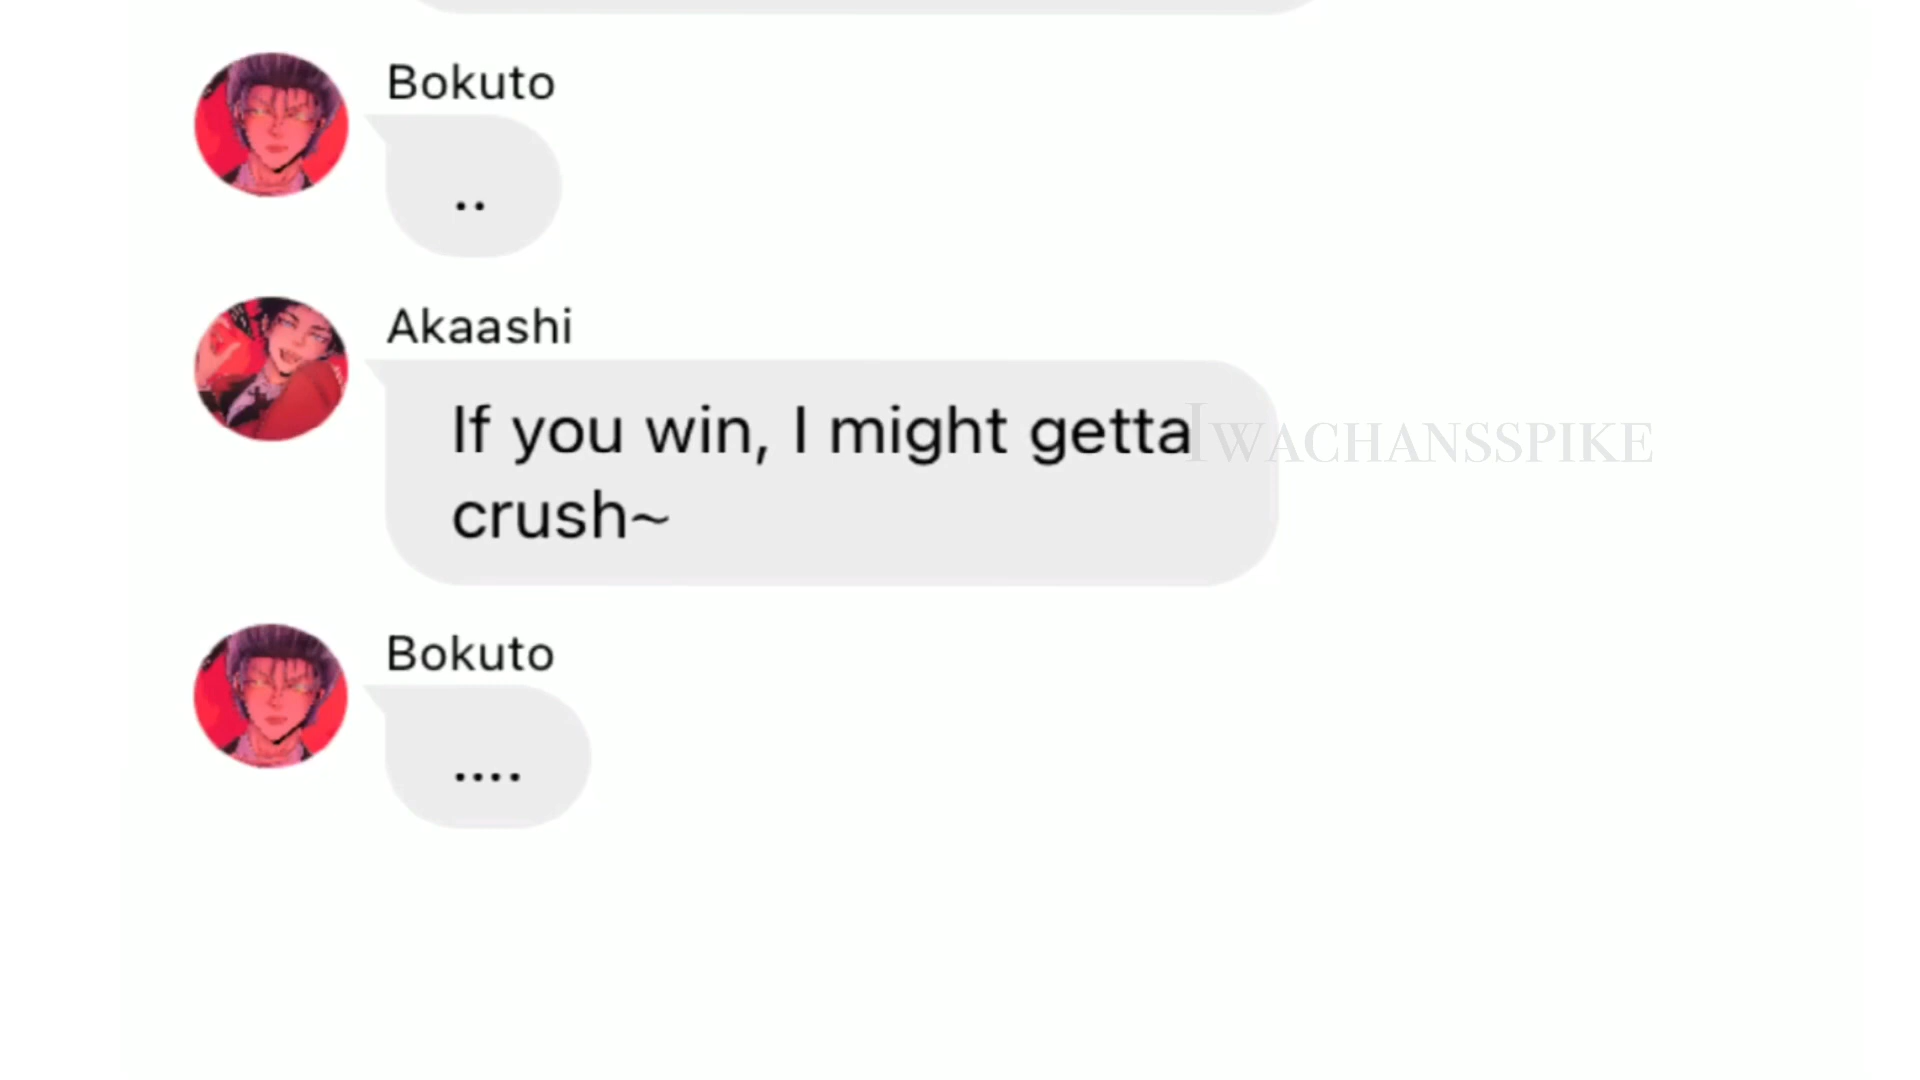 Bokuto
..
Akaashi
If you win, I might getta
IWACHANSSPIKE
crush~
Bokuto
....